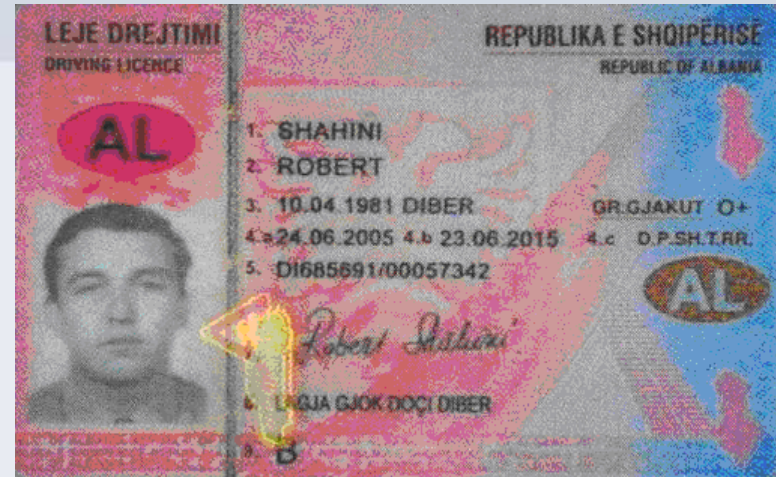 LEJE DREJTIMI
DRIVING LICENCE
REPUBLIKA E SHQIPËRISË
REPUBLIC OF ALBANIA
AL
1. SHAHINI
2. ROBERT
3. 10.04.1981 DIBER GR.GJAKUT O+
4.a 24.06.2005 4.b 23.06.2015 4.c D.P.SH.T.RR.
5. DI685691/00057342
AL
Robert Shahini
LAGJA GJOK DOÇI DIBER
9. B